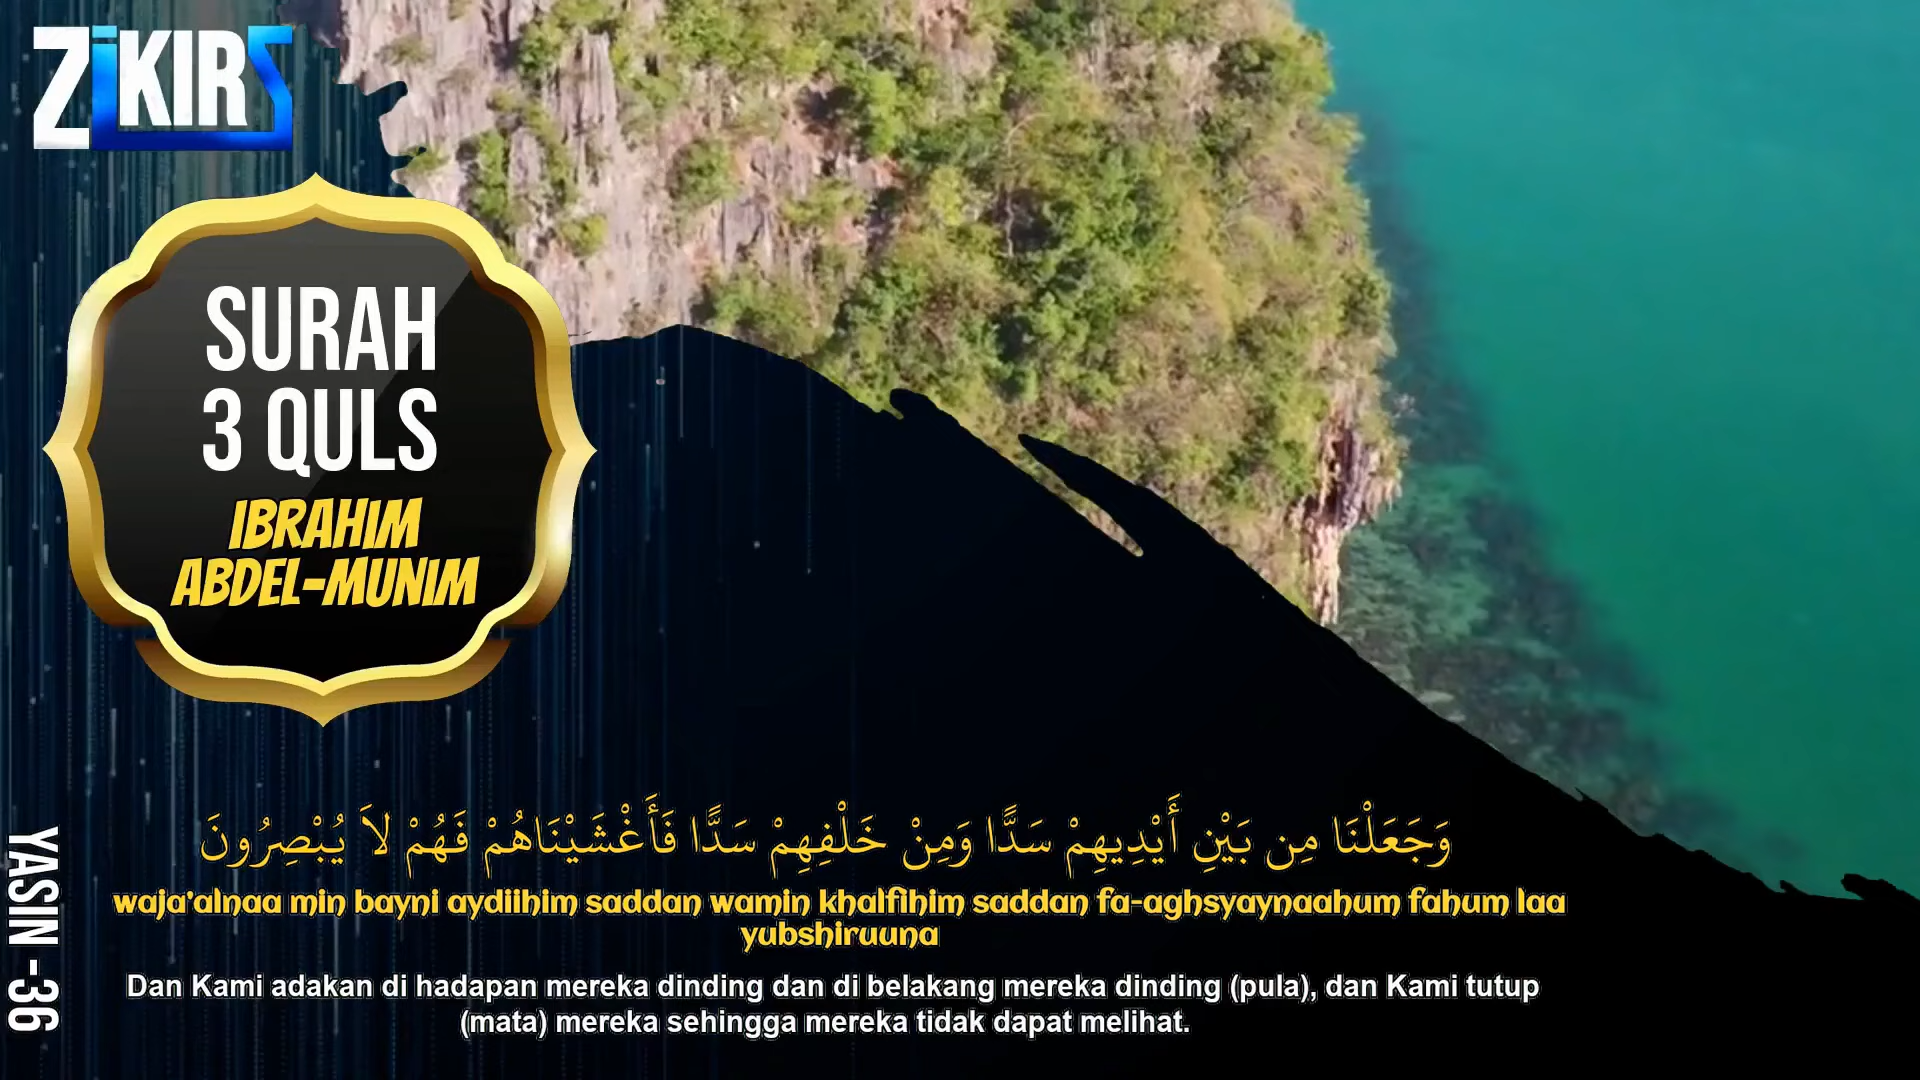 ZiKIRS
SURAH
3 QULS
IBRAHIM
ABDEL-MUNIM
وَجَعَلْنَا مِن بَيْنِ أَيْدِيهِمْ سَدًّا وَمِنْ خَلْفِهِمْ سَدًّا فَأَغْشَيْنَاهُمْ فَهُمْ لاَ يُبْصِرُونَ
waja'alnaa min bayni aydiihim saddan wamin khalfihim saddan fa-aghsyaynaahum fahum laa
yubshiruuna
Dan Kami adakan di hadapan mereka dinding dan di belakang mereka dinding (pula), dan Kami tutup
(mata) mereka sehingga mereka tidak dapat melihat.
YASIN -36